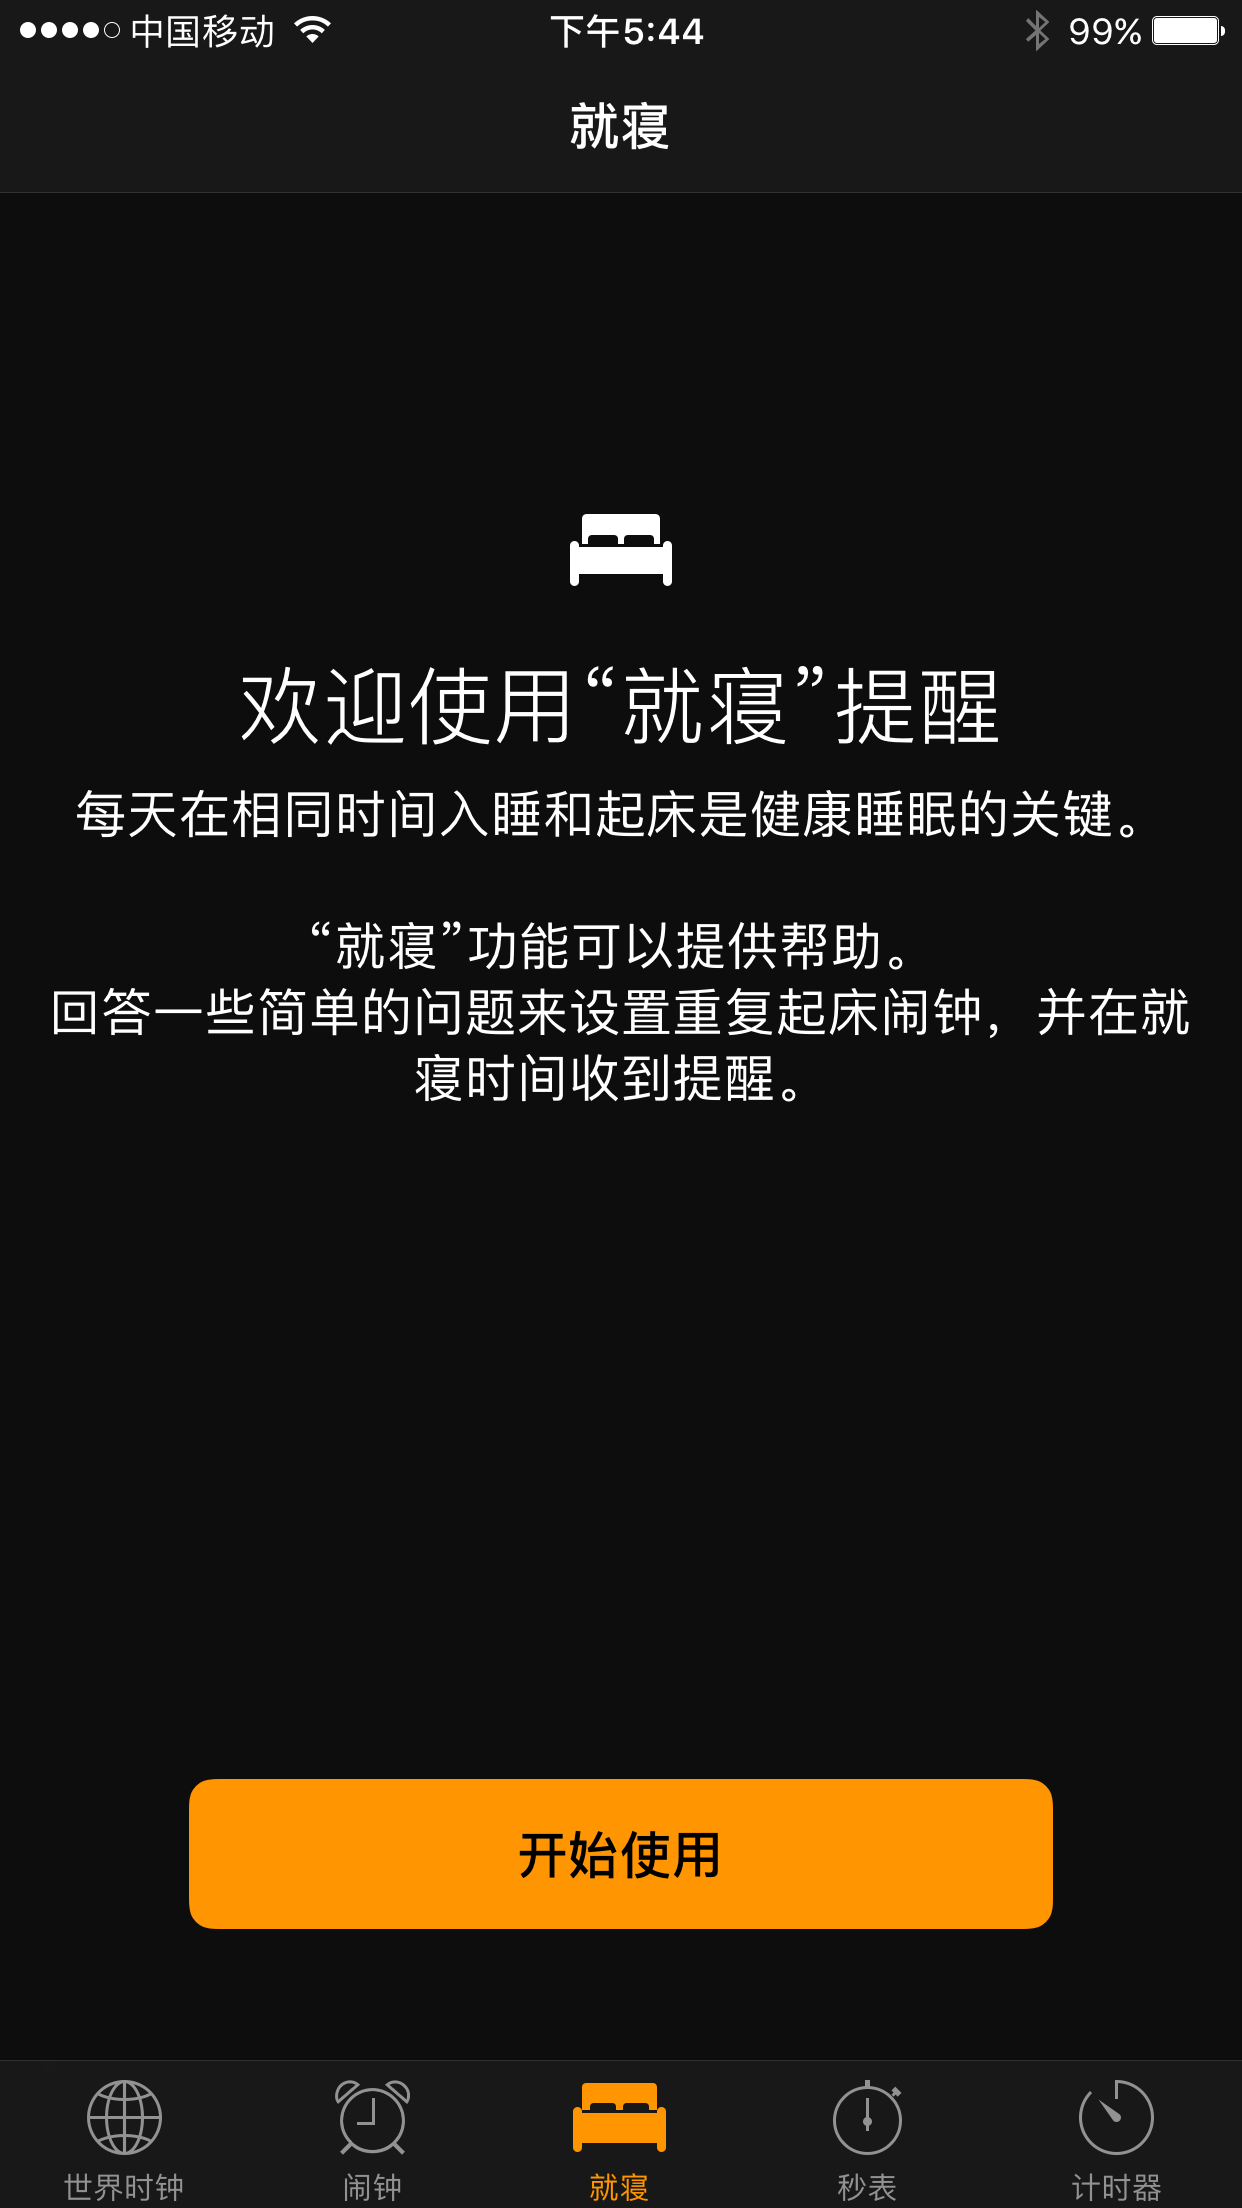 中国移动 下午5:44 99%
就寝
欢迎使用“就寝”提醒
每天在相同时间入睡和起床是健康睡眠的关键。
“就寝”功能可以提供帮助。
回答一些简单的问题来设置重复起床闹钟，并在就
寝时间收到提醒。
开始使用
世界时钟 闹钟 就寝 秒表 计时器